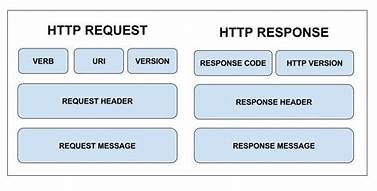 HTTP REQUEST
VERB URI VERSION
REQUEST HEADER
REQUEST MESSAGE
HTTP RESPONSE
RESPONSE CODE HTTP VERSION
RESPONSE HEADER
RESPONSE MESSAGE